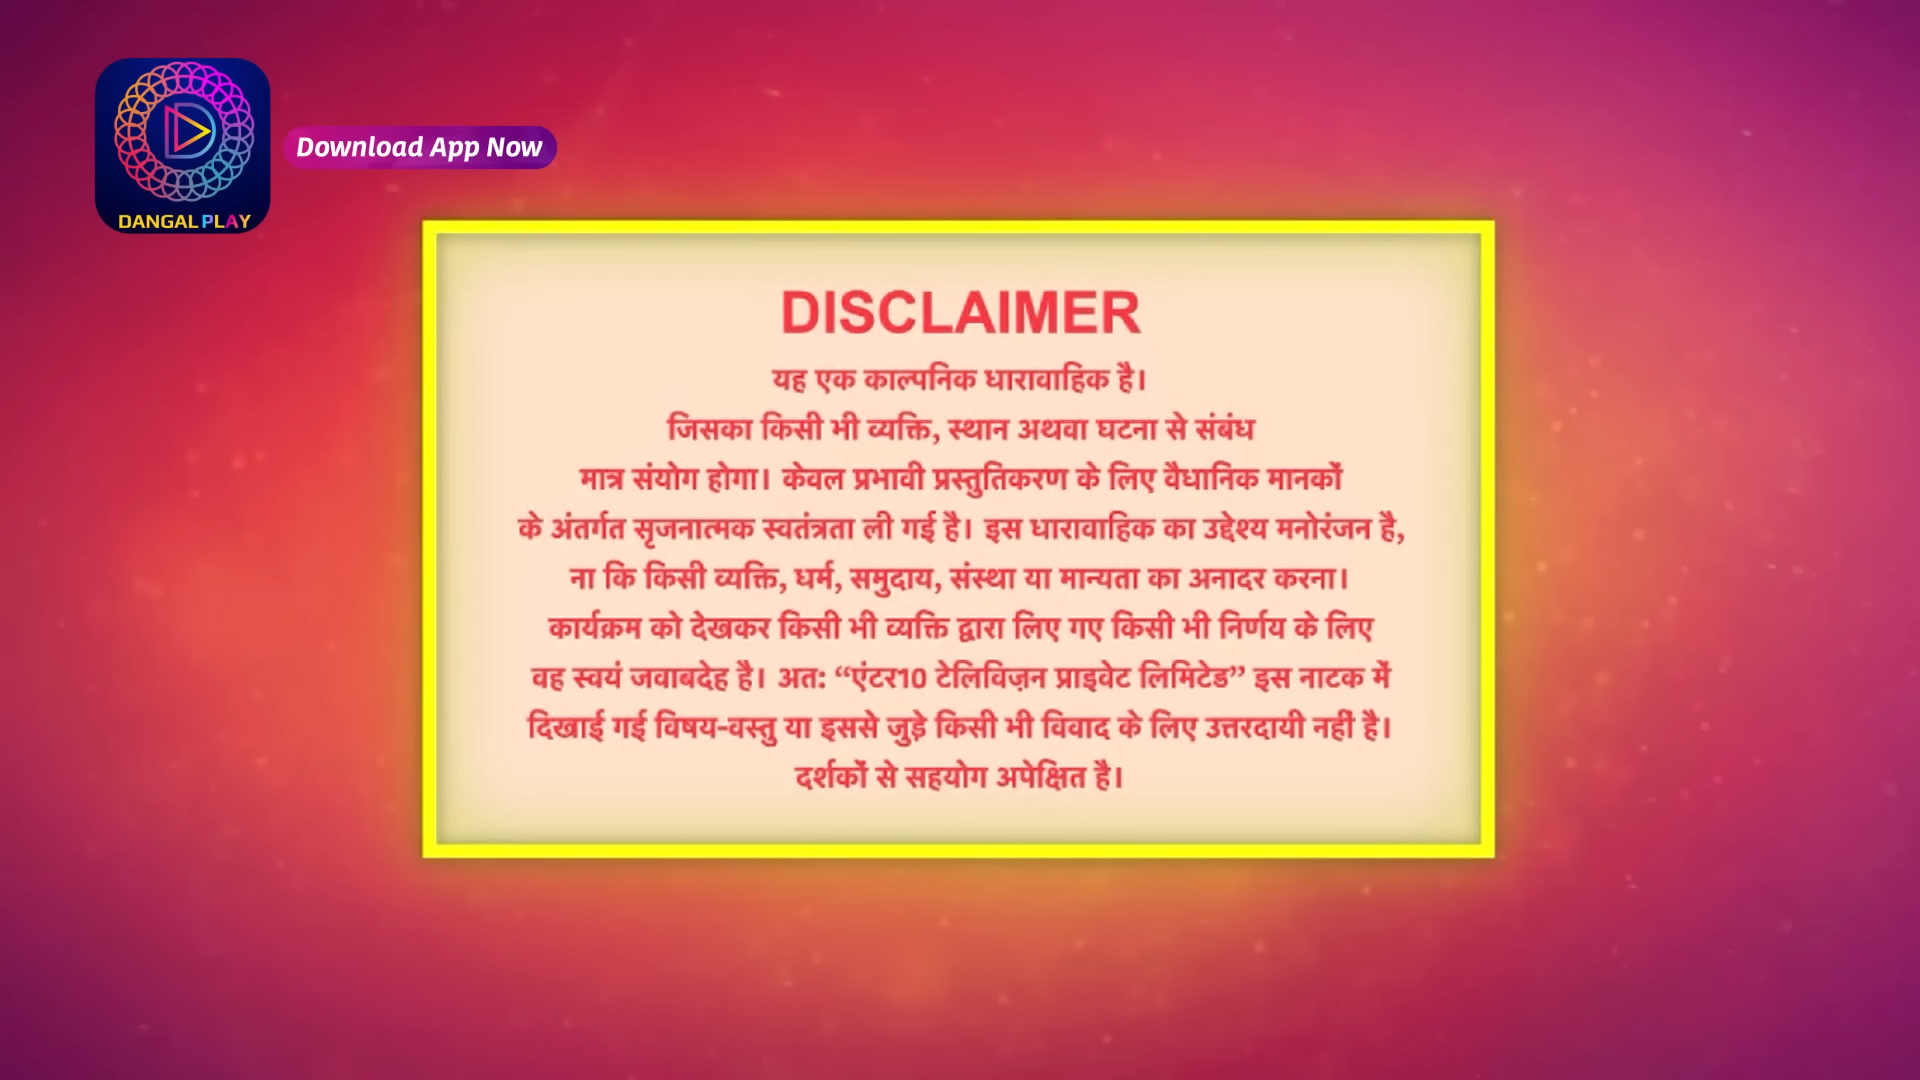 DANGAL PLAY
Download App Now
DISCLAIMER
यह एक काल्पनिक धारावाहिक है।
जिसका किसी भी व्यक्ति, स्थान अथवा घटना से संबंध
मात्र संयोग होगा। केवल प्रभावी प्रस्तुतिकरण के लिए वैधानिक मानकों
के अंतर्गत सृजनात्मक स्वतंत्रता ली गई है। इस धारावाहिक का उद्देश्य मनोरंजन है,
ना कि किसी व्यक्ति, धर्म, समुदाय, संस्था या मान्यता का अनादर करना।
कार्यक्रम को देखकर किसी भी व्यक्ति द्वारा लिए गए किसी भी निर्णय के लिए
वह स्वयं जवाबदेह है। अत: “एंटर10 टेलिविज़न प्राइवेट लिमिटेड” इस नाटक में
दिखाई गई विषय-वस्तु या इससे जुड़े किसी भी विवाद के लिए उत्तरदायी नहीं है।
दर्शकों से सहयोग अपेक्षित है।